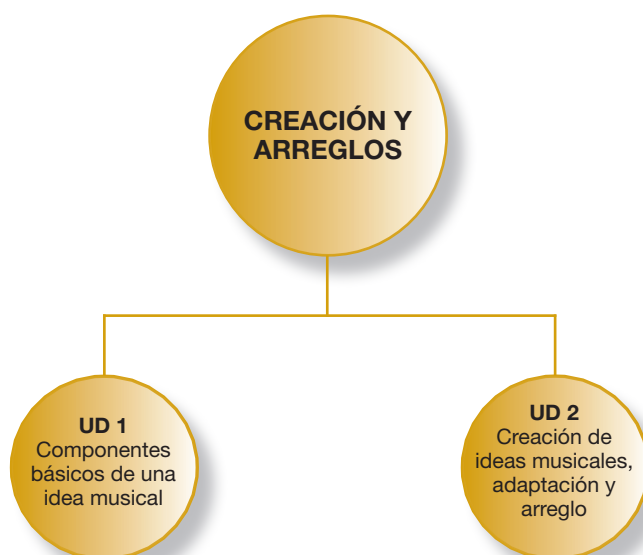 CREACIÓN Y
ARREGLOS
UD 1
Componentes
básicos de una
idea musical
UD 2
Creación de
ideas musicales,
adaptación y
arreglo